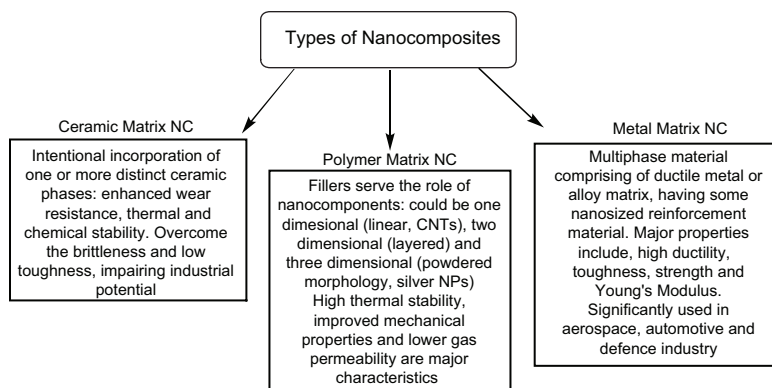 Types of Nanocomposites
Ceramic Matrix NC
Intentional incorporation of
one or more distinct ceramic
phases: enhanced wear
resistance, thermal and
chemical stability. Overcome
the brittleness and low
toughness, impairing industrial
potential
Polymer Matrix NC
Fillers serve the role of
nanocomponents: could be one
dimesional (linear, CNTs), two
dimensional (layered) and
three dimensional (powdered
morphology, silver NPs)
High thermal stability,
improved mechanical
properties and lower gas
permeability are major
characteristics
Metal Matrix NC
Multiphase material
comprising of ductile metal or
alloy matrix, having some
nanosized reinforcement
material. Major properties
include, high ductility,
toughness, strength and
Young's Modulus.
Significantly used in
aerospace, automotive and
defence industry